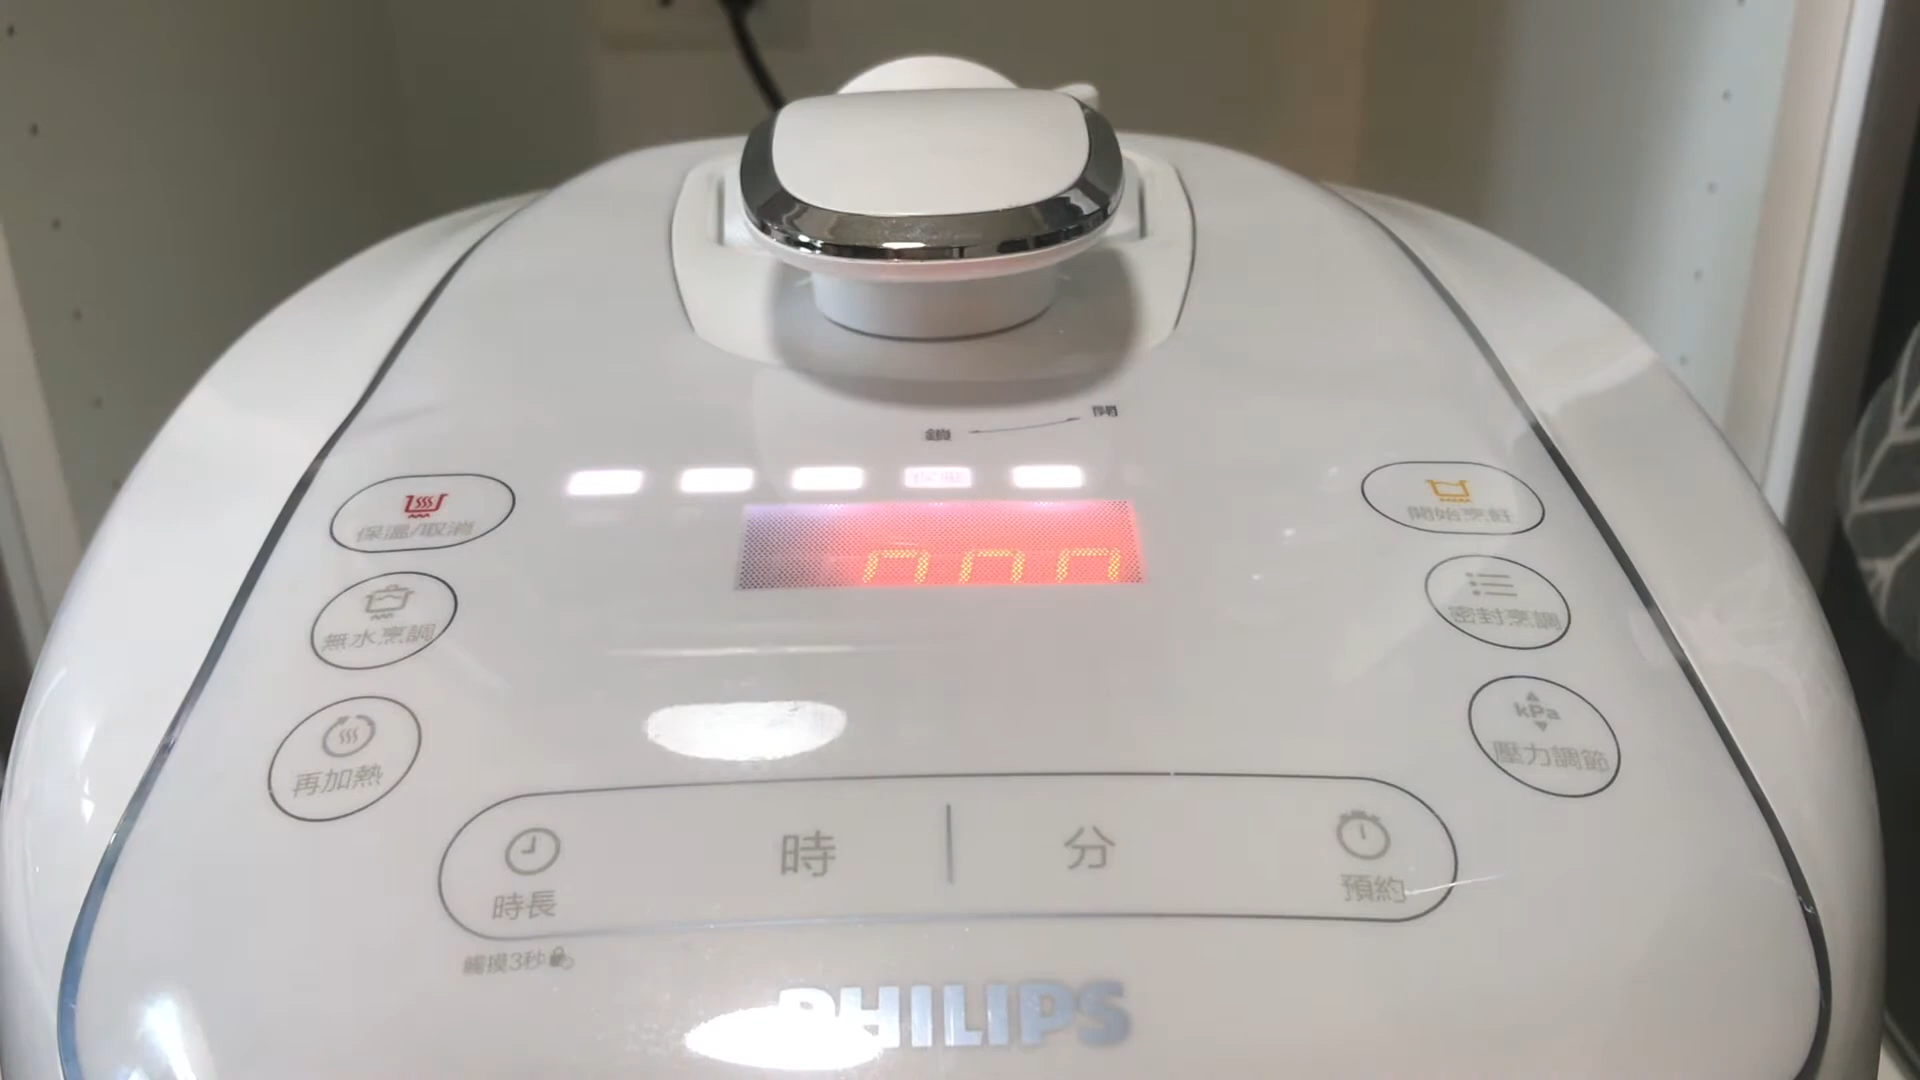 開
鎖
保溫/取消
開始烹飪
無水烹調
密封烹調
kPa
壓力調節
再加熱
時 | 分
時長
預約
觸摸3秒
PHILIPS